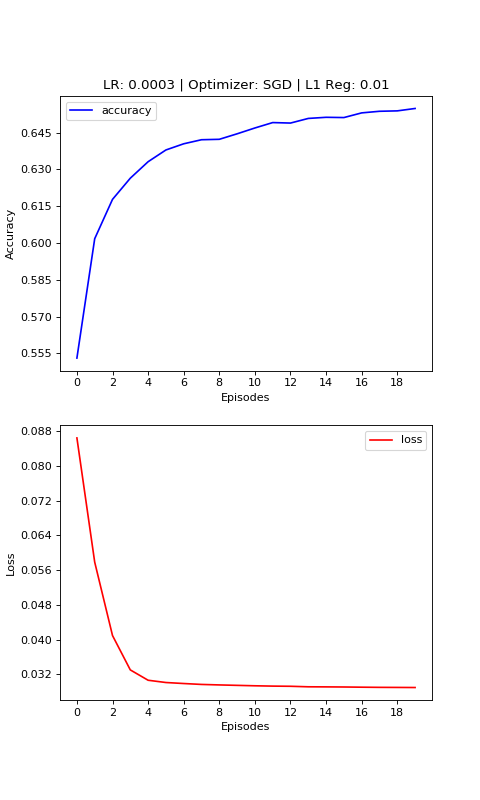 LR: 0.0003 | Optimizer: SGD | L1 Reg: 0.01
accuracy
0.645
0.630
0.615
0.600
0.585
0.570
0.555
Accuracy
0 2 4 6 8 10 12 14 16 18
Episodes
loss
0.088
0.080
0.072
0.064
0.056
0.048
0.040
0.032
Loss
0 2 4 6 8 10 12 14 16 18
Episodes